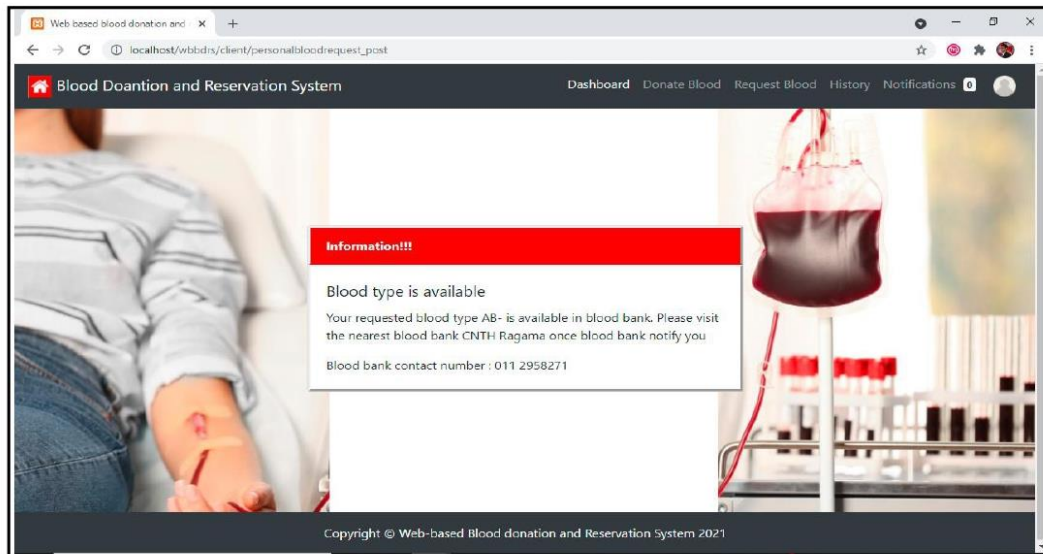 Web based blood donation and
localhost/wbbdrs/client/personalbloodrequest_post
Blood Doantion and Reservation System
Dashboard Donate Blood Request Blood History Notifications 0
Information!!!
Blood type is available
Your requested blood type AB- is available in blood bank. Please visit
the nearest blood bank CNTH Ragama once blood bank notify you
Blood bank contact number : 011 2958271
Copyright © Web-based Blood donation and Reservation System 2021